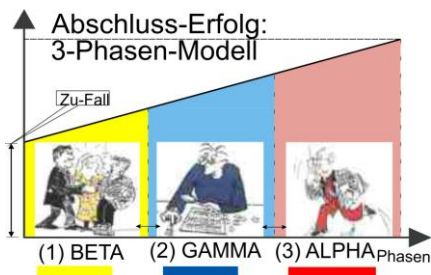 Abschluss-Erfolg:
3-Phasen-Modell
Zu-Fall
(1) BETA (2) GAMMA (3) ALPHA Phasen